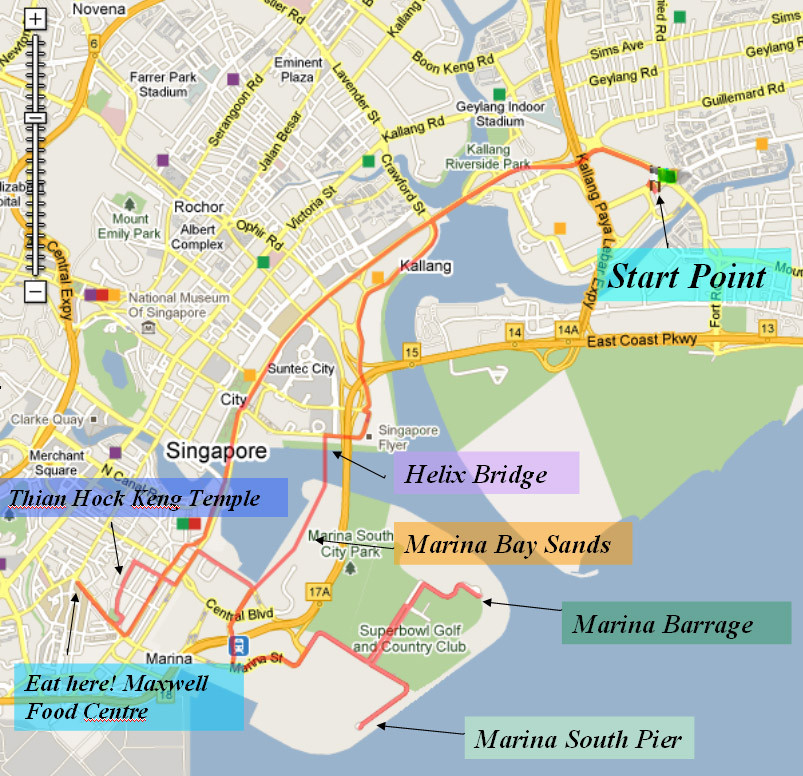 Novena
6
Farrer Park
Stadium
Serangoon Rd
Eminent
Plaza
Jalan Besar
Lavender St
Boon Keng Rd
Geylang Indoor
Stadium
Sims Ave
Geylang Rd
Guillemard Rd
Kallang Rd
Kallang
Riverside Park
Crawford St
Victoria St
Rochor
Albert
Complex
Ophir Rd
Mount
Emily Park
Central Expy
Kallang Paya Lebar Expy
Start Point
Kallang
Fort Rd
National Museum
Of Singapore
East Coast Pkwy
13
14
14A
15
Suntec City
City
Clarke Quay
Singapore
Singapore
Flyer
Merchant
Square
N Canal
Helix Bridge
Thian Hock Keng Temple
Marina Bay Sands
Marina South
City Park
17A
Central Blvd
Marina Barrage
Superbowl Golf
and Country Club
Marina
Marina St
18
Eat here! Maxwell
Food Centre
Marina South Pier